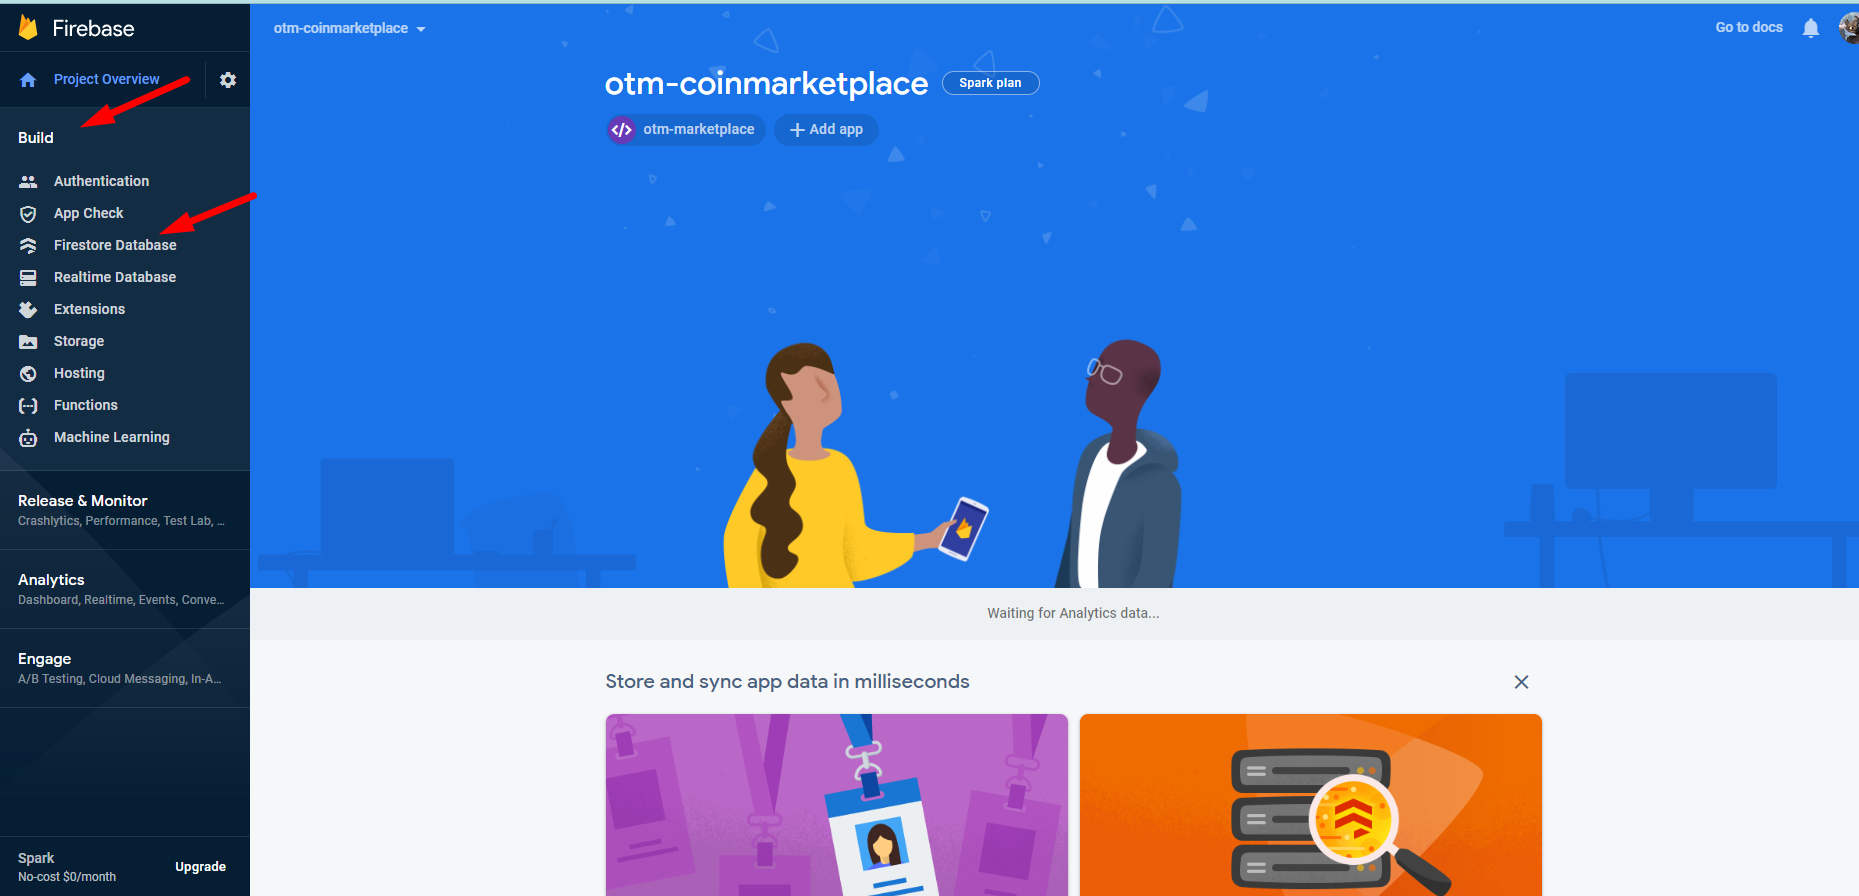 Firebase
otm-coinmarketplace
Go to docs
Project Overview
otm-coinmarketplace
Spark plan
otm-marketplace
Add app
Build
Authentication
App Check
Firestore Database
Realtime Database
Extensions
Storage
Hosting
Functions
Machine Learning
Release & Monitor
Crashlytics, Performance, Test Lab, ...
Analytics
Dashboard, Realtime, Events, Conve...
Engage
A/B Testing, Cloud Messaging, In-A...
Spark
No-cost $0/month
Upgrade
Waiting for Analytics data...
Store and sync app data in milliseconds